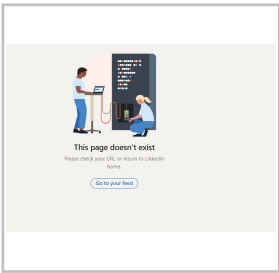 This page doesn't exist
Please check your URL or return to LinkedIn
home.
Go to your feed